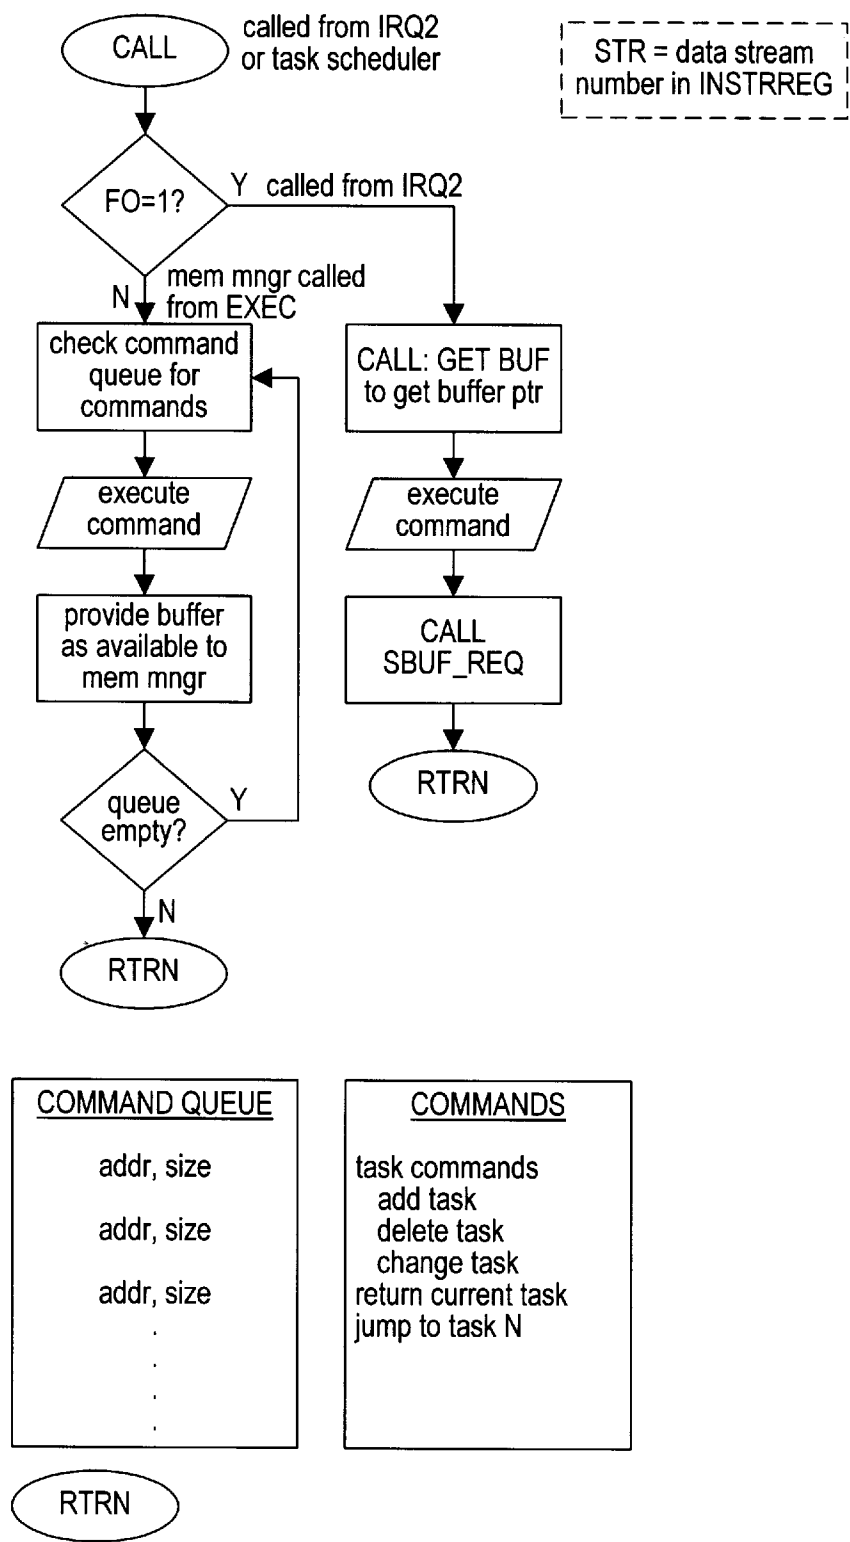 CALL
called from IRQ2
or task scheduler
STR = data stream
number in INSTRREG
FO=1?
Y called from IRQ2
N
mem mngr called
from EXEC
check command
queue for
commands
CALL: GET BUF
to get buffer ptr
execute
command
execute
command
provide buffer
as available to
mem mngr
CALL
SBUF_REQ
queue
empty?
Y
RTRN
N
RTRN
COMMAND QUEUE
addr, size
addr, size
addr, size
.
.
.
.
COMMANDS
task commands
add task
delete task
change task
return current task
jump to task N
RTRN